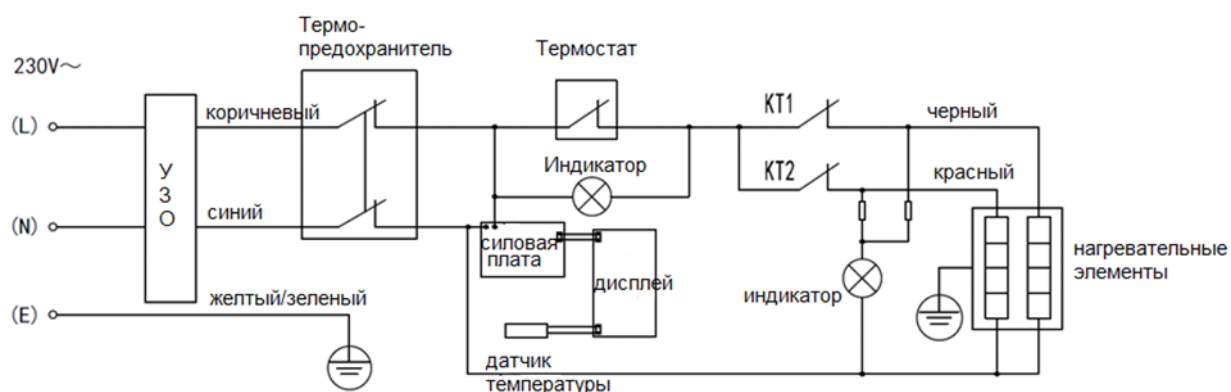 Термо-
предохранитель
Термостат
230V~
(L)
коричневый
KT1
черный
У
З
О
Индикатор
KT2
красный
(N)
синий
силовая
плата
дисплей
индикатор
нагревательные
элементы
(E)
желтый/зеленый
датчик
температуры